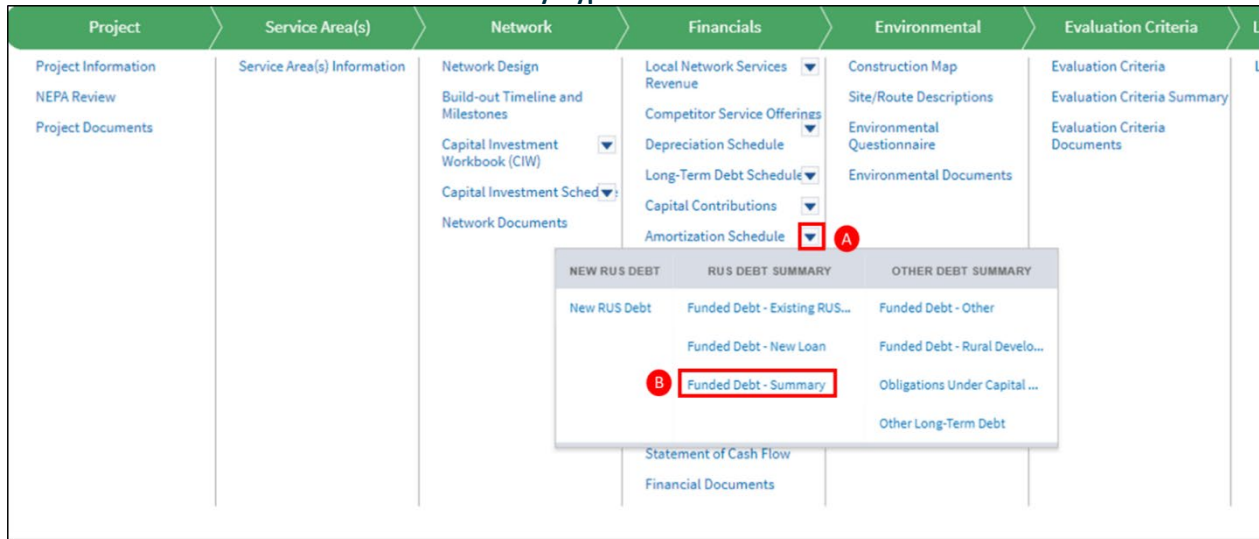 Project
Service Area(s)
Network
Financials
Environmental
Evaluation Criteria
L
Project Information
NEPA Review
Project Documents
Service Area(s) Information
Network Design
Build-out Timeline and
Milestones
Capital Investment
Workbook (CIW)
Capital Investment Sched
Network Documents
Local Network Services
Revenue
Competitor Service Offerings
Depreciation Schedule
Long-Term Debt Schedule
Capital Contributions
Amortization Schedule
A
Construction Map
Site/Route Descriptions
Environmental
Questionnaire
Environmental Documents
Evaluation Criteria
Evaluation Criteria Summary
Evaluation Criteria
Documents
L
NEW RUS DEBT
New RUS Debt
RUS DEBT SUMMARY
Funded Debt - Existing RUS...
Funded Debt - New Loan
B
Funded Debt - Summary
OTHER DEBT SUMMARY
Funded Debt - Other
Funded Debt - Rural Develo...
Obligations Under Capital ...
Other Long-Term Debt
Statement of Cash Flow
Financial Documents